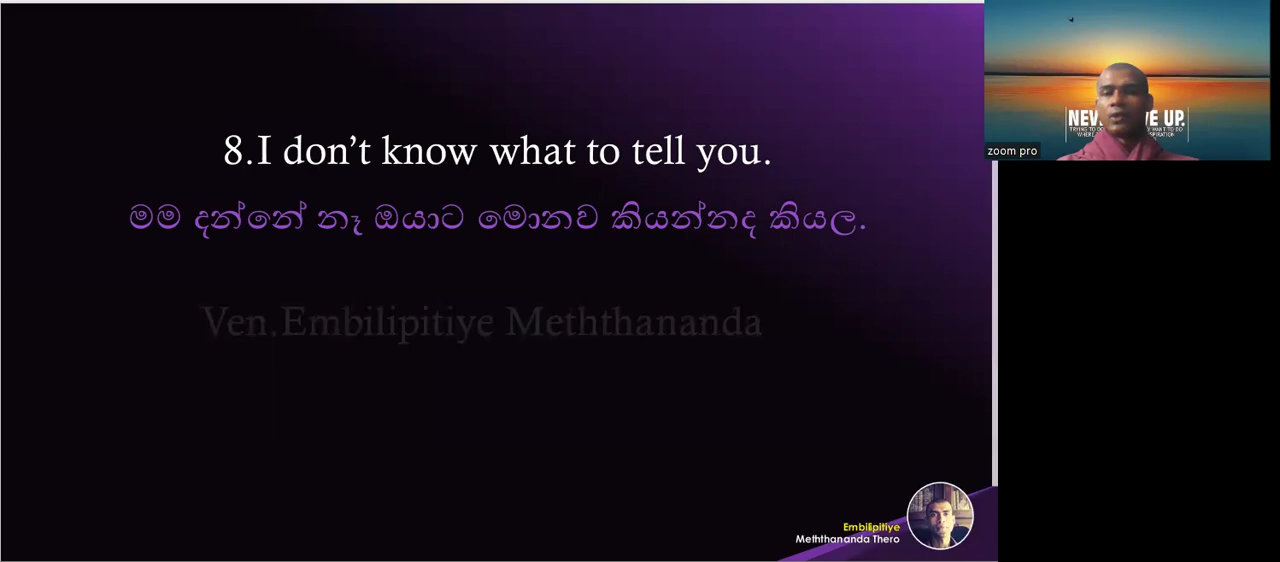 8.I don't know what to tell you.
මම දන්නේ නෑ ඔයාට මොනව කියන්නද කියල.
Ven.Embilipitiye Meththananda
Embilipitiye
Meththananda Thero
zoom pro